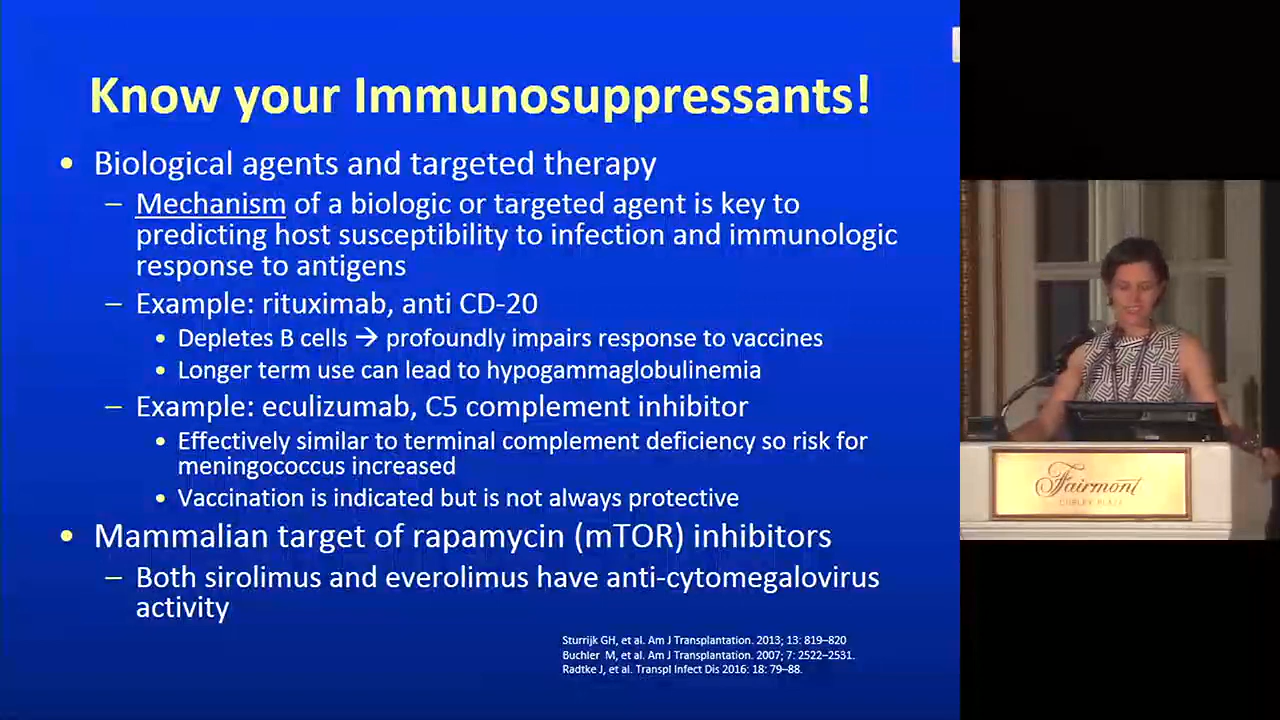 Know your Immunosuppressants!
• Biological agents and targeted therapy
– Mechanism of a biologic or targeted agent is key to
predicting host susceptibility to infection and immunologic
response to antigens
– Example: rituximab, anti CD-20
• Depletes B cells → profoundly impairs response to vaccines
• Longer term use can lead to hypogammaglobulinemia
– Example: eculizumab, C5 complement inhibitor
• Effectively similar to terminal complement deficiency so risk for
meningococcus increased
• Vaccination is indicated but is not always protective
• Mammalian target of rapamycin (mTOR) inhibitors
– Both sirolimus and everolimus have anti-cytomegalovirus
activity
Sturrijk GH, et al. Am J Transplantation. 2013; 13: 819–820
Buchler M, et al. Am J Transplantation. 2007; 7: 2522–2531.
Radtke J, et al. Transpl Infect Dis 2016: 18: 79–88.
Fairmont
COPLEY PLAZA